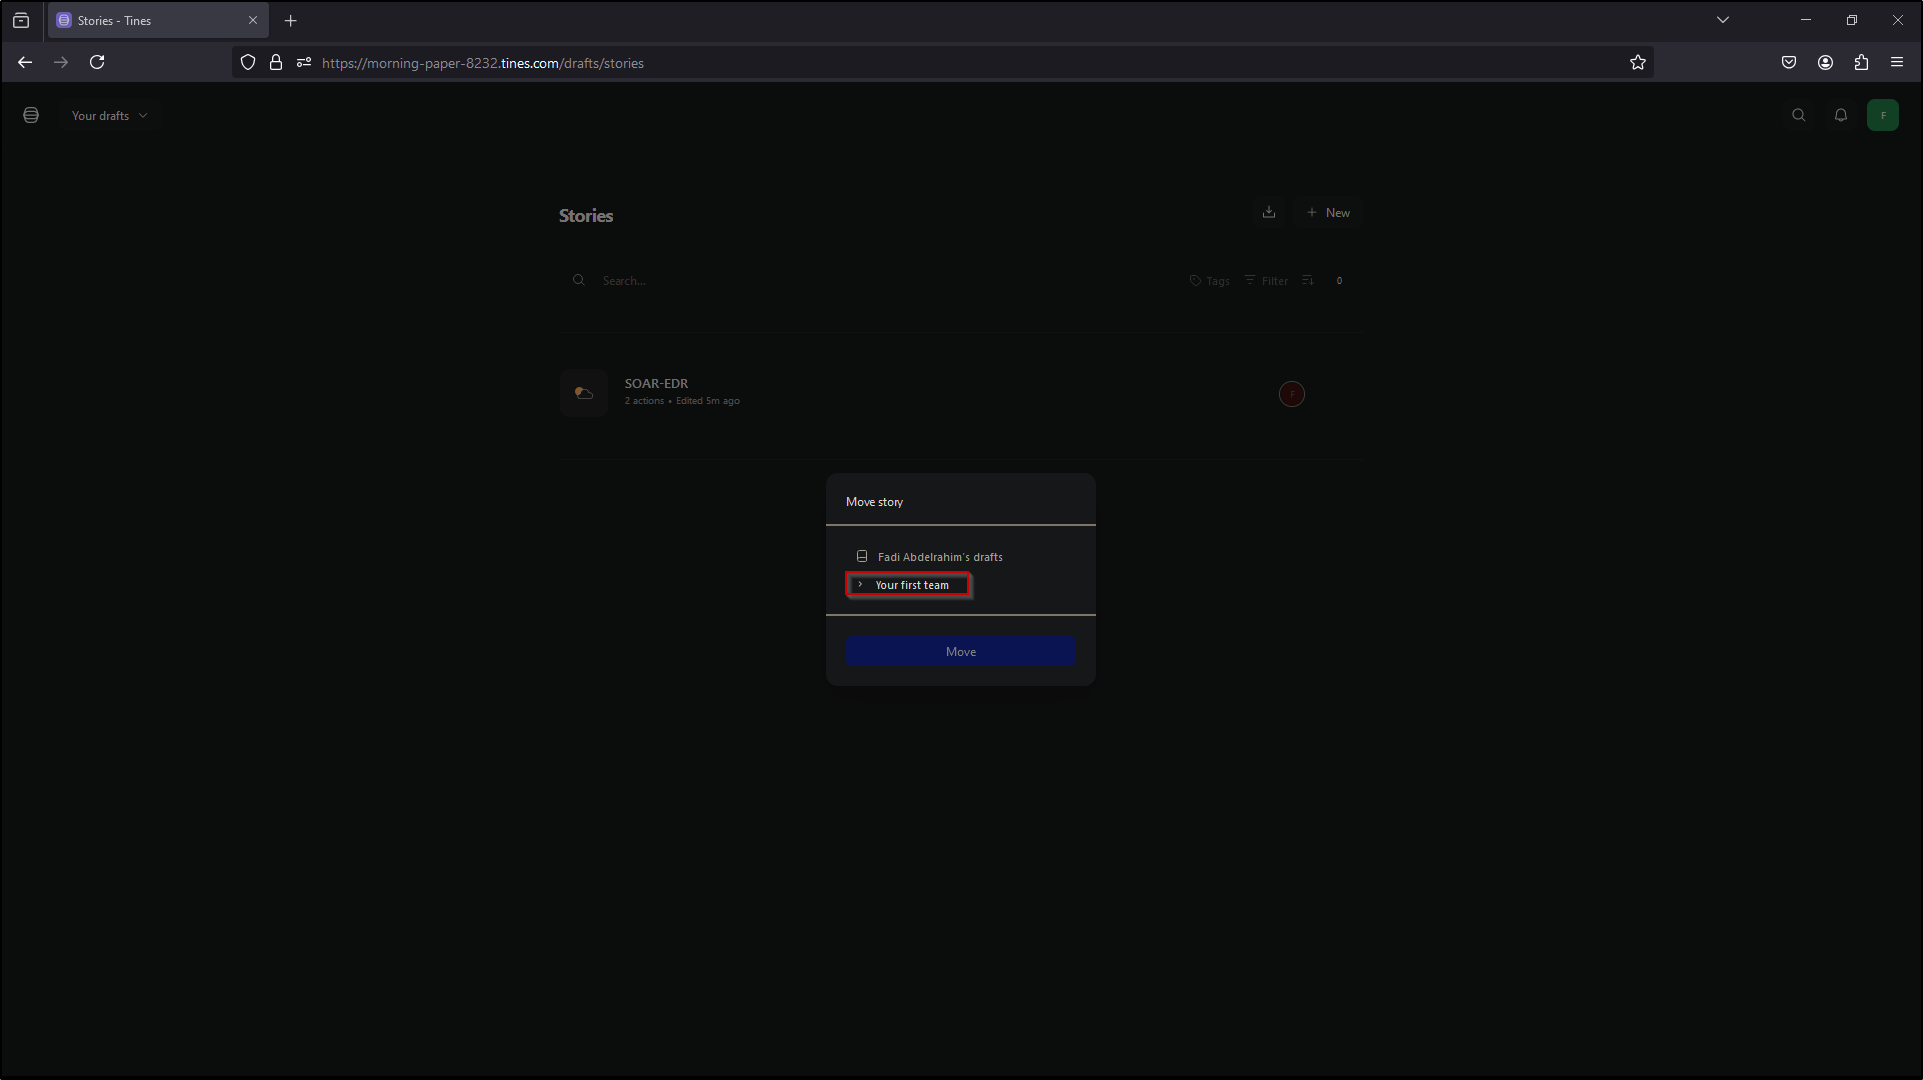 Stories - Tines
https://morning-paper-8232.tines.com/drafts/stories
Your drafts
F
Stories
New
Search...
Tags
Filter
0
SOAR-EDR
2 actions • Edited 5m ago
F
Move story
Fadi Abdelrahim's drafts
Your first team
Move